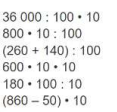 36 000 : 100 • 10
800 • 10 : 100
(260 + 140) : 100
600 • 10 • 10
180 • 100 : 10
(860 – 50) • 10